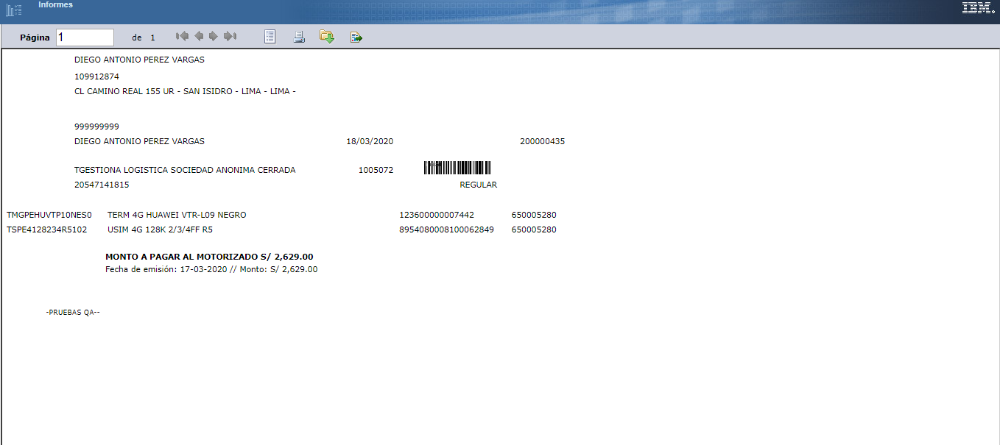 Informes
IBM.
Página 1 de 1
DIEGO ANTONIO PEREZ VARGAS
109912874
CL CAMINO REAL 155 UR - SAN ISIDRO - LIMA - LIMA -
999999999
DIEGO ANTONIO PEREZ VARGAS 18/03/2020 200000435
TGESTIONA LOGISTICA SOCIEDAD ANONIMA CERRADA 1005072
20547141815 REGULAR
TMGPEHUVTP10NES0 TERM 4G HUAWEI VTR-L09 NEGRO 123600000007442 650005280
TSPE4128234R5102 USIM 4G 128K 2/3/4FF R5 8954080008100062849 650005280
MONTO A PAGAR AL MOTORIZADO S/ 2,629.00
Fecha de emisión: 17-03-2020 // Monto: S/ 2,629.00
-PRUEBAS QA--